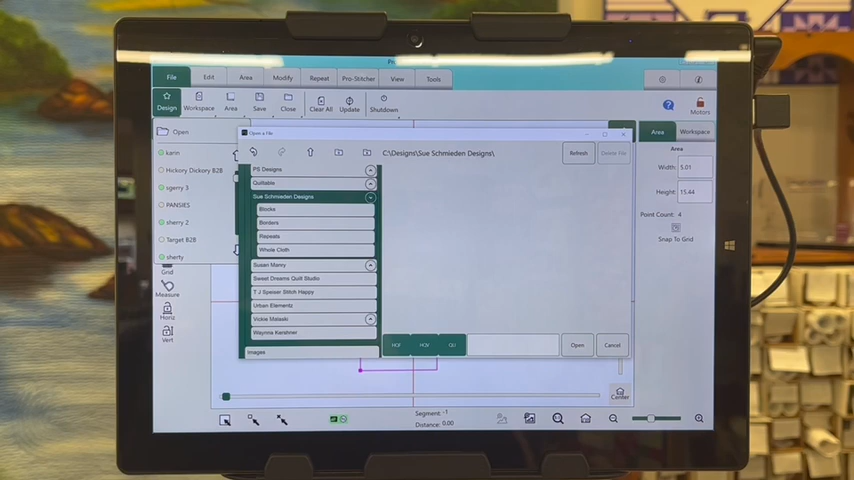 File Edit Area Modify Repeat Pro-Stitcher View Tools
Design Workspace Area Save Close Clear All Update Shutdown Motors
Open
karin
Hickory Dickory B2B
sgerry 3
PANSIES
sherry 2
Target B2B
sherty
Grid
Measure
Horiz
Vert
Open a File
C:\Designs\Sue Schmieden Designs\
Refresh
Delete File
PS Designs
Quiltable
Sue Schmieden Designs
Blocks
Borders
Repeats
Whole Cloth
Susan Manry
Sweet Dreams Quilt Studio
T J Speiser Stitch Happy
Urban Elementz
Vickie Malaski
Waynna Kershner
Images
HQF HQV QLI
Open Cancel
Area Workspace
Area
Width: 5.01
Height: 15.44
Point Count: 4
Snap To Grid
Center
Segment: -1
Distance: 0.00